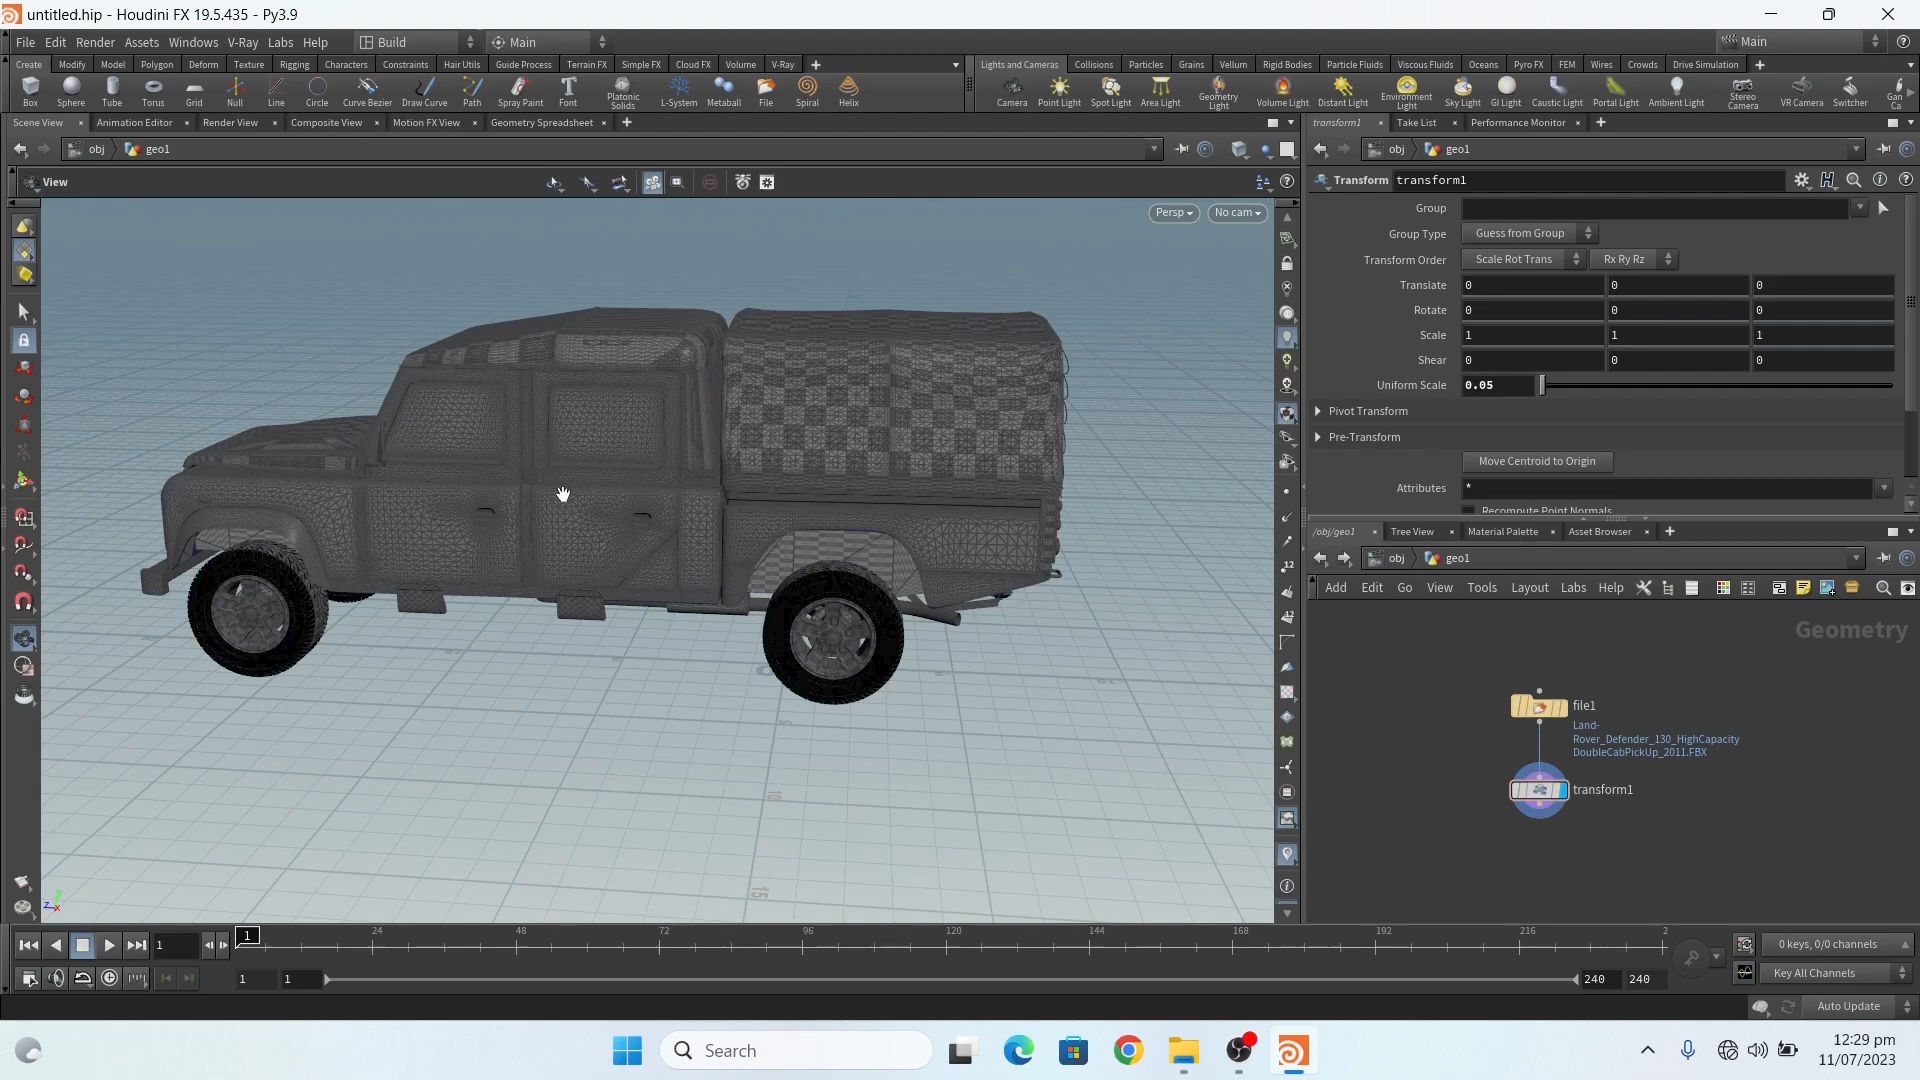 untitled.hip - Houdini FX 19.5.435 - Py3.9
File Edit Render Assets Windows V-Ray Labs Help Build Main Main
Create Modify Model Polygon Deform Texture Rigging Characters Constraints Hair Utils Guide Process Terrain FX Simple FX Cloud FX Volume V-Ray
Lights and Cameras Collisions Particles Grains Vellum Rigid Bodies Particle Fluids Viscous Fluids Oceans Pyro FX FEM Wires Crowds Drive Simulation
Box Sphere Tube Torus Grid Null Line Circle Curve Bezier Draw Curve Path Spray Paint Font Platonic Solids L-System Metaball File Spiral Helix
Camera Point Light Spot Light Area Light Geometry Light Volume Light Distant Light Environment Light Sky Light GI Light Caustic Light Portal Light Ambient Light Stereo Camera VR Camera Switcher Gan Ca
Scene View Animation Editor Render View Composite View Motion FX View Geometry Spreadsheet
transform1 Take List Performance Monitor
obj geo1
obj geo1
View
Persp No cam
Transform transform1
Group
Group Type Guess from Group
Transform Order Scale Rot Trans Rx Ry Rz
Translate 0 0 0
Rotate 0 0 0
Scale 1 1 1
Shear 0 0 0
Uniform Scale 0.05
Pivot Transform
Pre-Transform
Move Centroid to Origin
Attributes *
Recompute Point Normals
/obj/geo1 Tree View Material Palette Asset Browser
obj geo1
Add Edit Go View Tools Layout Labs Help
Geometry
file1
Land-
Rover_Defender_130_HighCapacity
DoubleCabPickUp_2011.FBX
transform1
1 1 24 48 72 96 120 144 168 192 216 2
0 keys, 0/0 channels
1 1 240 240
Key All Channels
Auto Update
Search
12:29 pm
11/07/2023